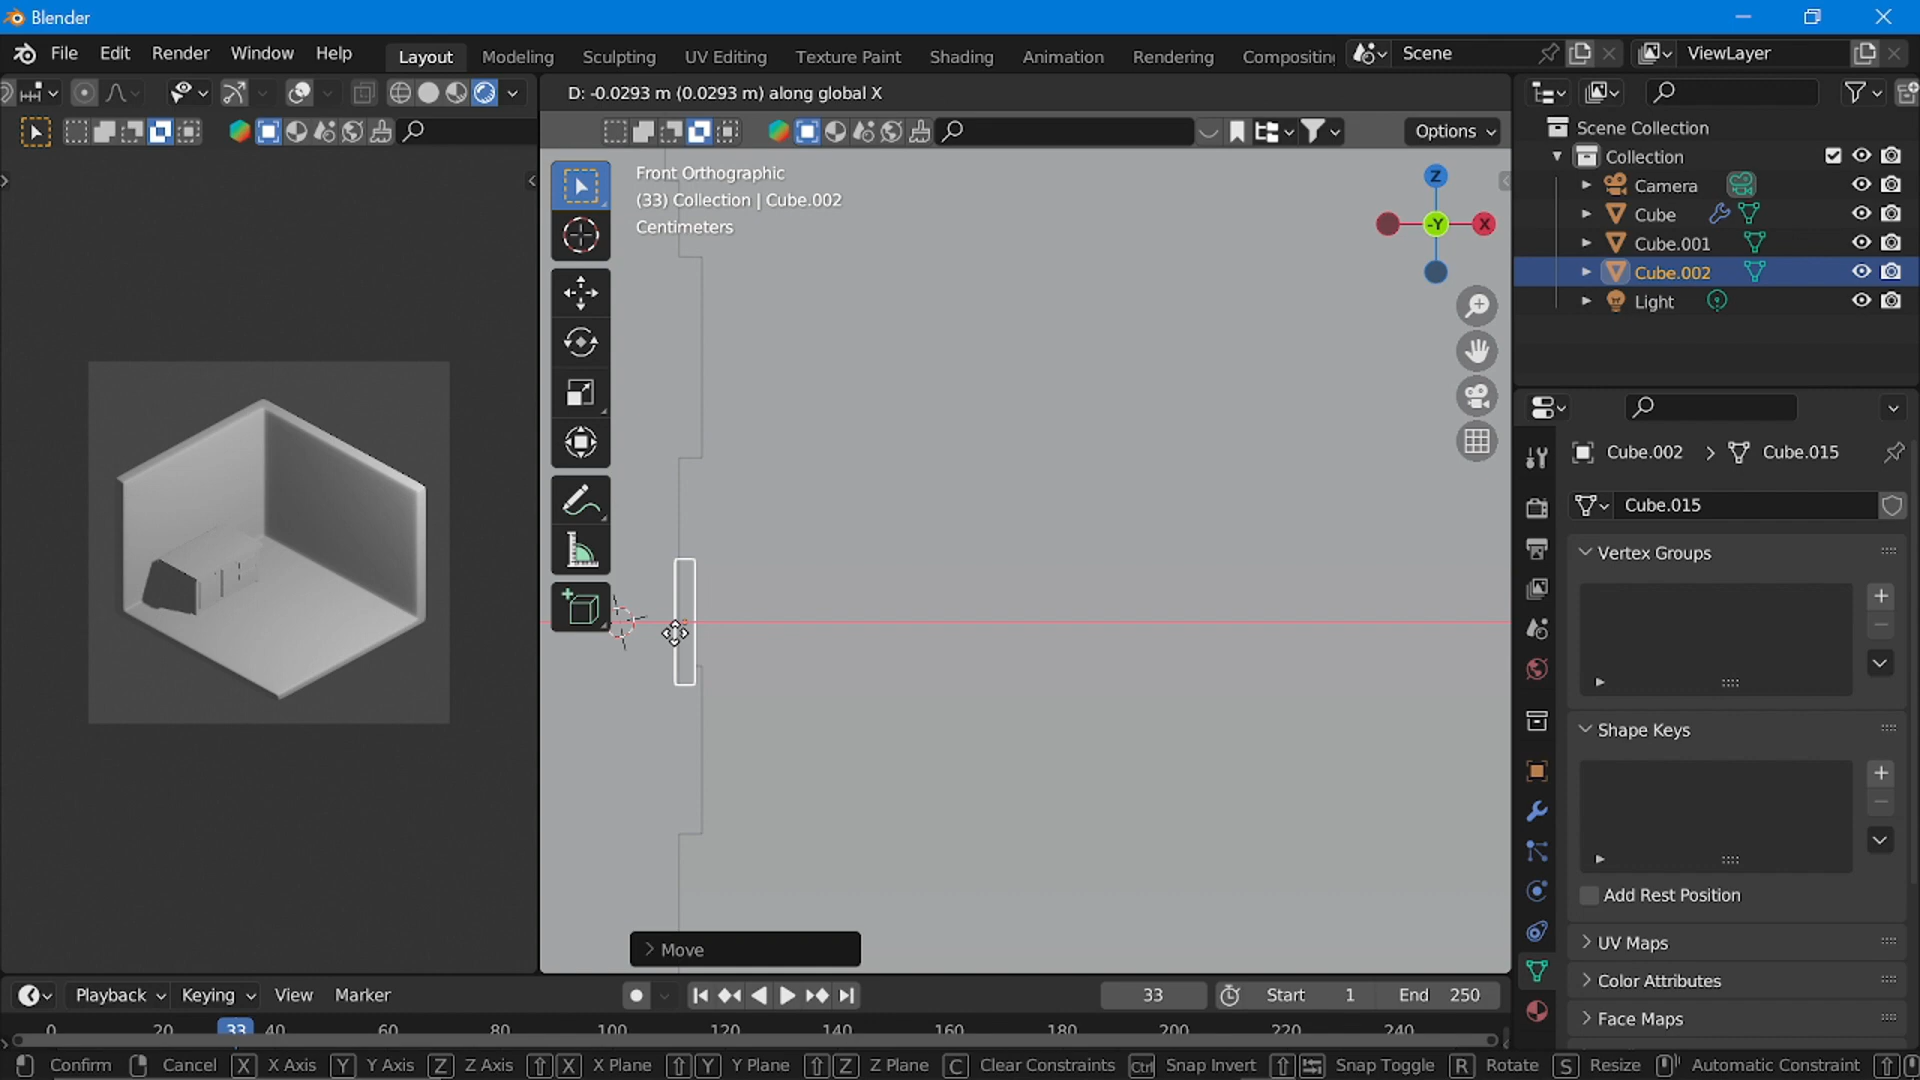 Blender
File Edit Render Window Help Layout Modeling Sculpting UV Editing Texture Paint Shading Animation Rendering Compositin Scene ViewLayer
D: -0.0293 m (0.0293 m) along global X
Options
Front Orthographic
(33) Collection | Cube.002
Centimeters
Z
-Y
X
Scene Collection
Collection
Camera
Cube
Cube.001
Cube.002
Light
Cube.002 > Cube.015
Cube.015
Vertex Groups
Shape Keys
Add Rest Position
UV Maps
Color Attributes
Face Maps
Move
Playback Keying View Marker 33 Start 1 End 250
0 20 33 40 60 80 100 120 140 160 180 200 220 240
Confirm Cancel X X Axis Y Y Axis Z Z Axis X X Plane Y Y Plane Z Z Plane C Clear Constraints Ctrl Snap Invert Snap Toggle R Rotate S Resize Automatic Constraint